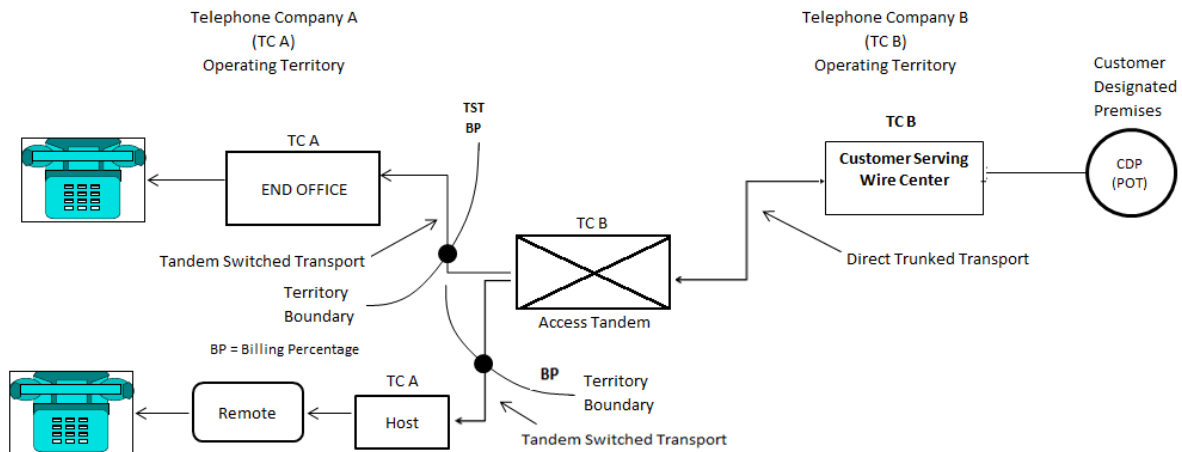 Telephone Company A
(TC A)
Operating Territory
Telephone Company B
(TC B)
Operating Territory
Customer
Designated
Premises
TST
BP
TC A
END OFFICE
TC B
Customer Serving
Wire Center
CDP
(POT)
TC B
Tandem Switched Transport
Direct Trunked Transport
Territory
Boundary
Access Tandem
BP = Billing Percentage
BP
Territory
Boundary
TC A
Remote
Host
Tandem Switched Transport